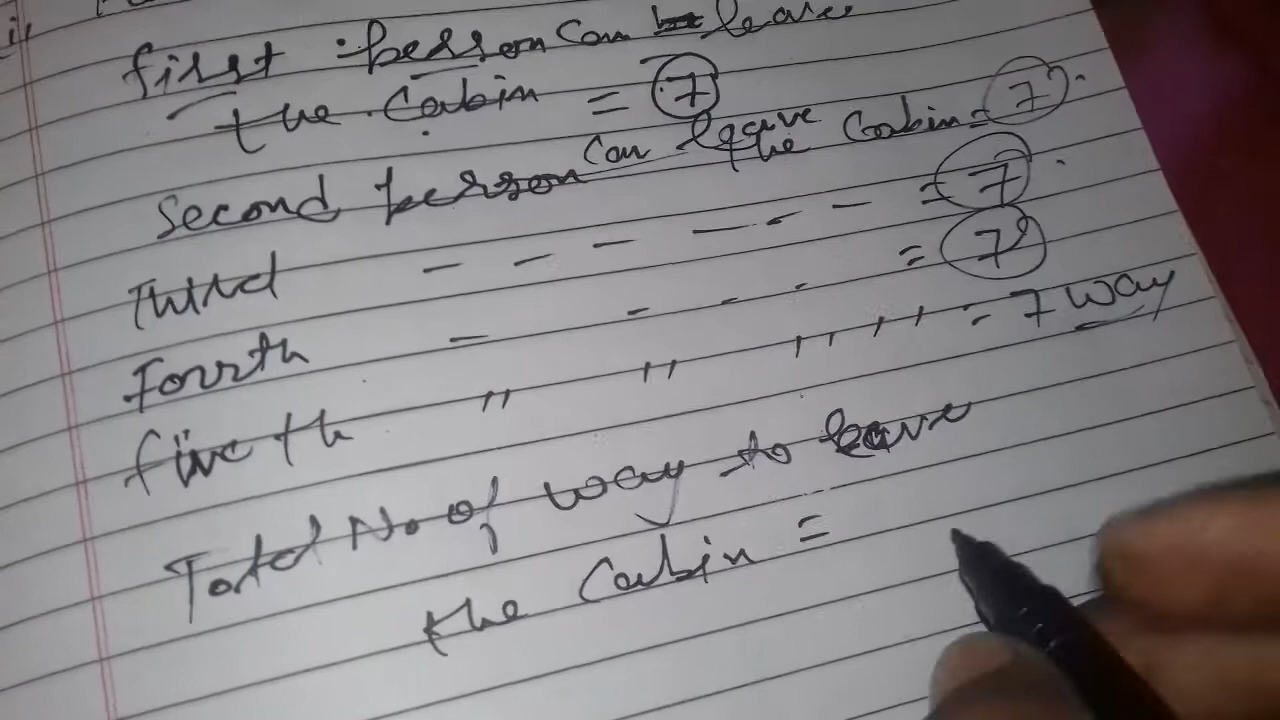 first person can leave
the cabin = 7
Second person can leave the cabin = 7
Third - - - - - - = 7
Fourth - - - - = 7
fiveth " " " " = 7 way
Total No of way to leave
the cabin =